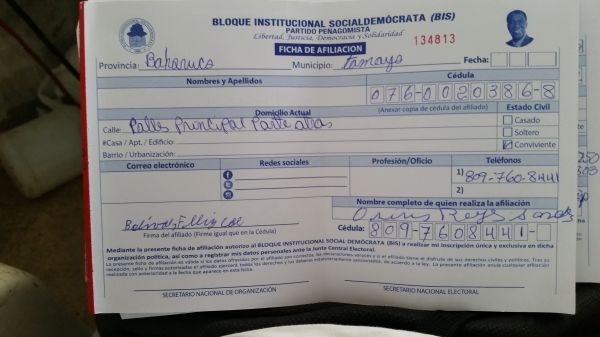 BLOQUE INSTITUCIONAL SOCIALDEMÓCRATA (BIS)
PARTIDO PENAGOMISTA
Libertad, Justicia, Democracia y Solidaridad
FICHA DE AFILIACION
134813
Provincia: Bahoruco Municipio: Tamayo Fecha:
Nombres y Apellidos Cédula
076-0020386-8
Domicilio Actual (Anexar copia de cédula del afiliado) Estado Civil
Calle: Calles Principal Parte atras Casado
#Casa / Apt. / Edificio: Soltero
Barrio / Urbanización: Conviviente
Correo electrónico Redes sociales Profesión/Oficio Teléfonos
1) 809-760-8441
2)
Nombre completo de quien realiza la afiliación
Reyes
Firma del afiliado (Firme igual que en la Cédula) Cédula: 809-7608441-
Mediante la presente ficha de afiliación autorizo al BLOQUE INSTITUCIONAL SOCIAL DEMÓCRATA (BIS) a realizar mi inscripción única y exclusiva en dicha
organización política, así como a registrar mis datos personales ante la Junta Central Electoral.
SECRETARIO NACIONAL DE ORGANIZACIÓN SECRETARIO NACIONAL ELECTORAL